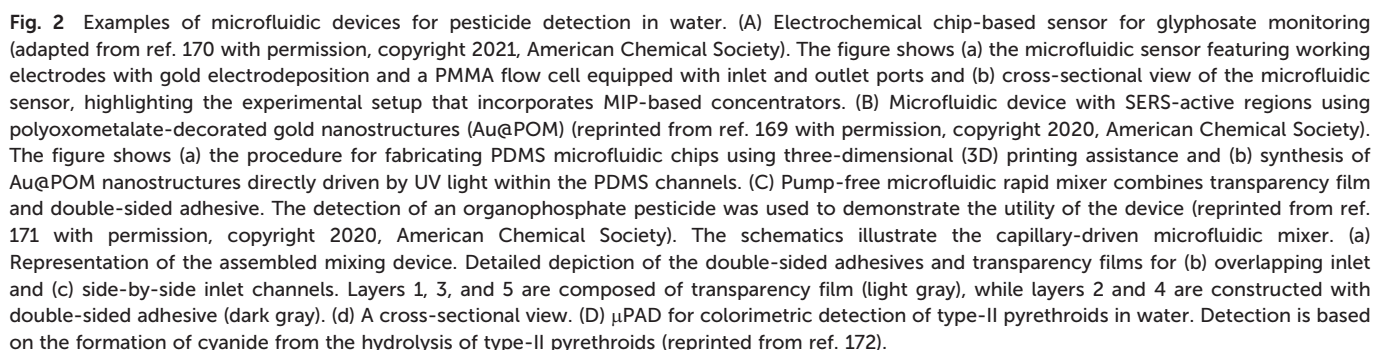 Fig. 2 Examples of microfluidic devices for pesticide detection in water. (A) Electrochemical chip-based sensor for glyphosate monitoring
(adapted from ref. 170 with permission, copyright 2021, American Chemical Society). The figure shows (a) the microfluidic sensor featuring working
electrodes with gold electrodeposition and a PMMA flow cell equipped with inlet and outlet ports and (b) cross-sectional view of the microfluidic
sensor, highlighting the experimental setup that incorporates MIP-based concentrators. (B) Microfluidic device with SERS-active regions using
polyoxometalate-decorated gold nanostructures (Au@POM) (reprinted from ref. 169 with permission, copyright 2020, American Chemical Society).
The figure shows (a) the procedure for fabricating PDMS microfluidic chips using three-dimensional (3D) printing assistance and (b) synthesis of
Au@POM nanostructures directly driven by UV light within the PDMS channels. (C) Pump-free microfluidic rapid mixer combines transparency film
and double-sided adhesive. The detection of an organophosphate pesticide was used to demonstrate the utility of the device (reprinted from ref.
171 with permission, copyright 2020, American Chemical Society). The schematics illustrate the capillary-driven microfluidic mixer. (a)
Representation of the assembled mixing device. Detailed depiction of the double-sided adhesives and transparency films for (b) overlapping inlet
and (c) side-by-side inlet channels. Layers 1, 3, and 5 are composed of transparency film (light gray), while layers 2 and 4 are constructed with
double-sided adhesive (dark gray). (d) A cross-sectional view. (D) μPAD for colorimetric detection of type-II pyrethroids in water. Detection is based
on the formation of cyanide from the hydrolysis of type-II pyrethroids (reprinted from ref. 172).